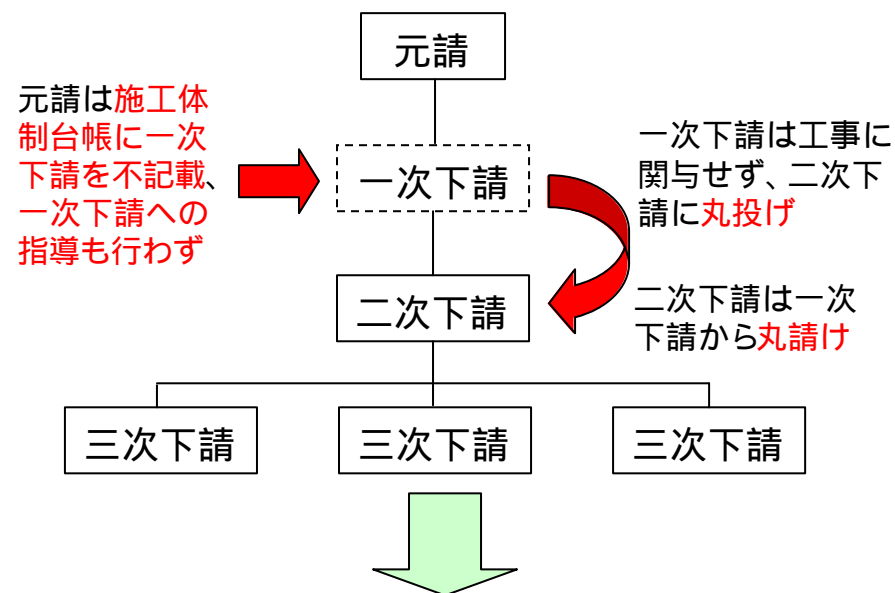 元請
元請は施工体
制台帳に一次
下請を不記載、
一次下請への
指導も行わず
一次下請
一次下請は工事に
関与せず、二次下
請に丸投げ
二次下請
二次下請は一次
下請から丸請け
三次下請
三次下請
三次下請